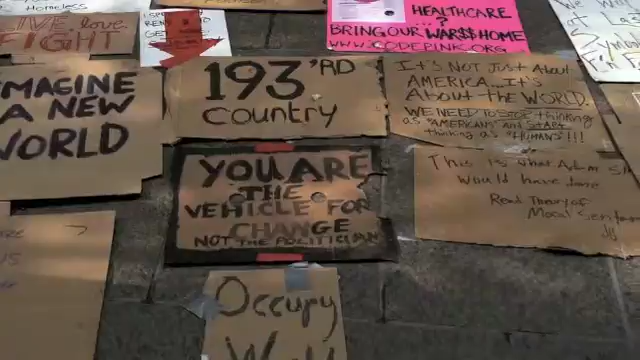 LIVE love
FIGHT
HEALTHCARE
...?
BRING OUR WAR$$ HOME
WWW.CODEPINK.ORG
IMAGINE
A NEW
WORLD
193'RD
country
It's NOT Just About
AMERICA...It's
About the WORLD.
WE NEED TO STOP thinking
as "AMERICANS" and START
thinking as "HUMANS"!!!
YOU ARE
THE
VEHICLE FOR
CHANGE
NOT THE POLITICIAN
This is what Adam
would have done
Read Theory of
Moral
Occupy